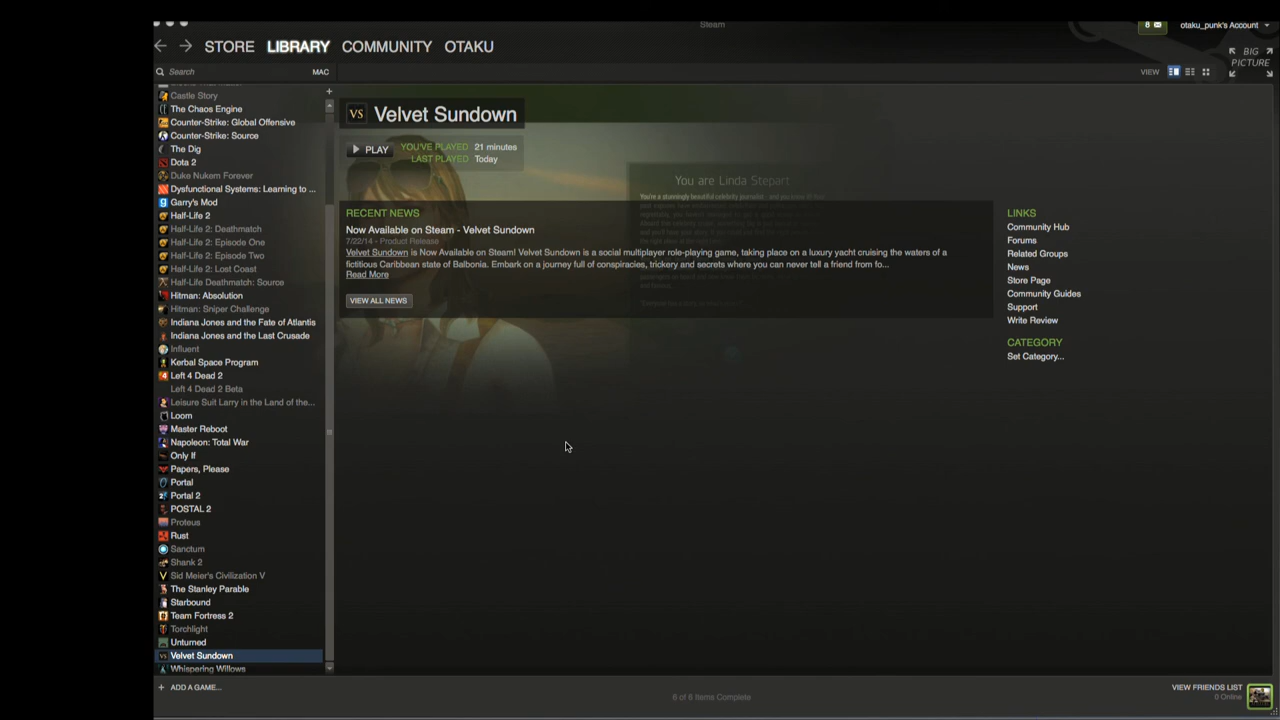 Steam
8
otaku_punk's Account
STORE LIBRARY COMMUNITY OTAKU
BIG PICTURE
Search MAC
VIEW
Castle Story
The Chaos Engine
Counter-Strike: Global Offensive
Counter-Strike: Source
The Dig
Dota 2
Duke Nukem Forever
Dysfunctional Systems: Learning to ...
Garry's Mod
Half-Life 2
Half-Life 2: Deathmatch
Half-Life 2: Episode One
Half-Life 2: Episode Two
Half-Life 2: Lost Coast
Half-Life Deathmatch: Source
Hitman: Absolution
Hitman: Sniper Challenge
Indiana Jones and the Fate of Atlantis
Indiana Jones and the Last Crusade
Influent
Kerbal Space Program
Left 4 Dead 2
Left 4 Dead 2 Beta
Leisure Suit Larry in the Land of the...
Loom
Master Reboot
Napoleon: Total War
Only If
Papers, Please
Portal
Portal 2
POSTAL 2
Proteus
Rust
Sanctum
Shank 2
Sid Meier's Civilization V
The Stanley Parable
Starbound
Team Fortress 2
Torchlight
Unturned
VS Velvet Sundown
Whispering Willows
+ ADD A GAME...
VS Velvet Sundown
PLAY
YOU'VE PLAYED 21 minutes
LAST PLAYED Today
You are Linda Stepart
RECENT NEWS
Now Available on Steam - Velvet Sundown
7/22/14 - Product Release
Velvet Sundown is Now Available on Steam! Velvet Sundown is a social multiplayer role-playing game, taking place on a luxury yacht cruising the waters of a
fictitious Caribbean state of Balbonia. Embark on a journey full of conspiracies, trickery and secrets where you can never tell a friend from fo...
Read More
VIEW ALL NEWS
LINKS
Community Hub
Forums
Related Groups
News
Store Page
Community Guides
Support
Write Review
CATEGORY
Set Category...
6 of 6 Items Complete
VIEW FRIENDS LIST
0 Online